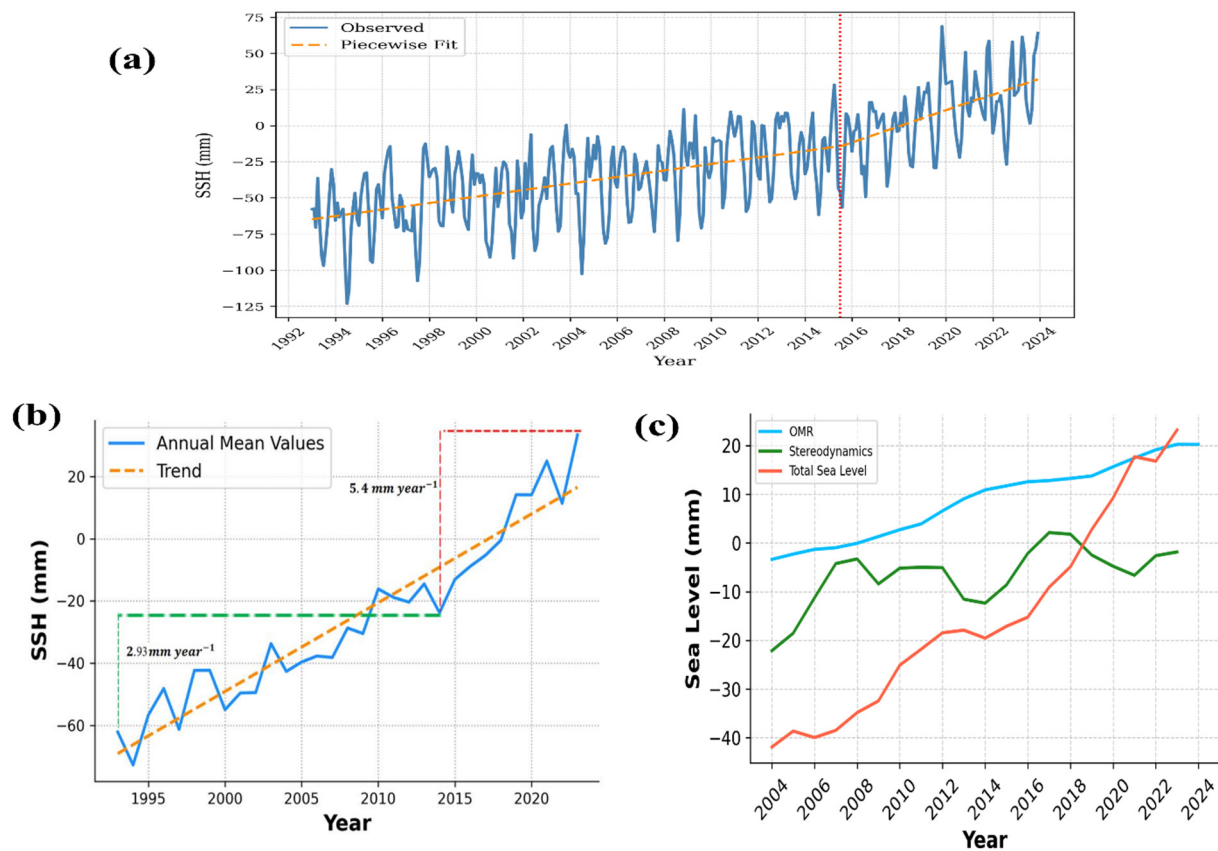 (a)
Observed
Piecewise Fit
SSH (mm)
75
50
25
0
−25
−50
−75
−100
−125
1992 1994 1996 1998 2000 2002 2004 2006 2008 2010 2012 2014 2016 2018 2020 2022 2024
Year
(b)
Annual Mean Values
Trend
SSH (mm)
20
0
−20
−40
−60
5.4 mm year⁻¹
2.93 mm year⁻¹
1995 2000 2005 2010 2015 2020
Year
(c)
OMR
Stereodynamics
Total Sea Level
Sea Level (mm)
20
10
0
−10
−20
−30
−40
2004 2006 2008 2010 2012 2014 2016 2018 2020 2022 2024
Year